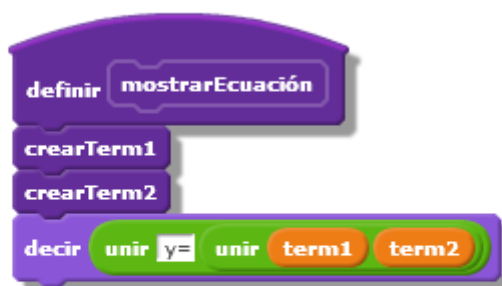 definir mostrarEcuación
crearTerm1
crearTerm2
decir unir y= unir term1 term2